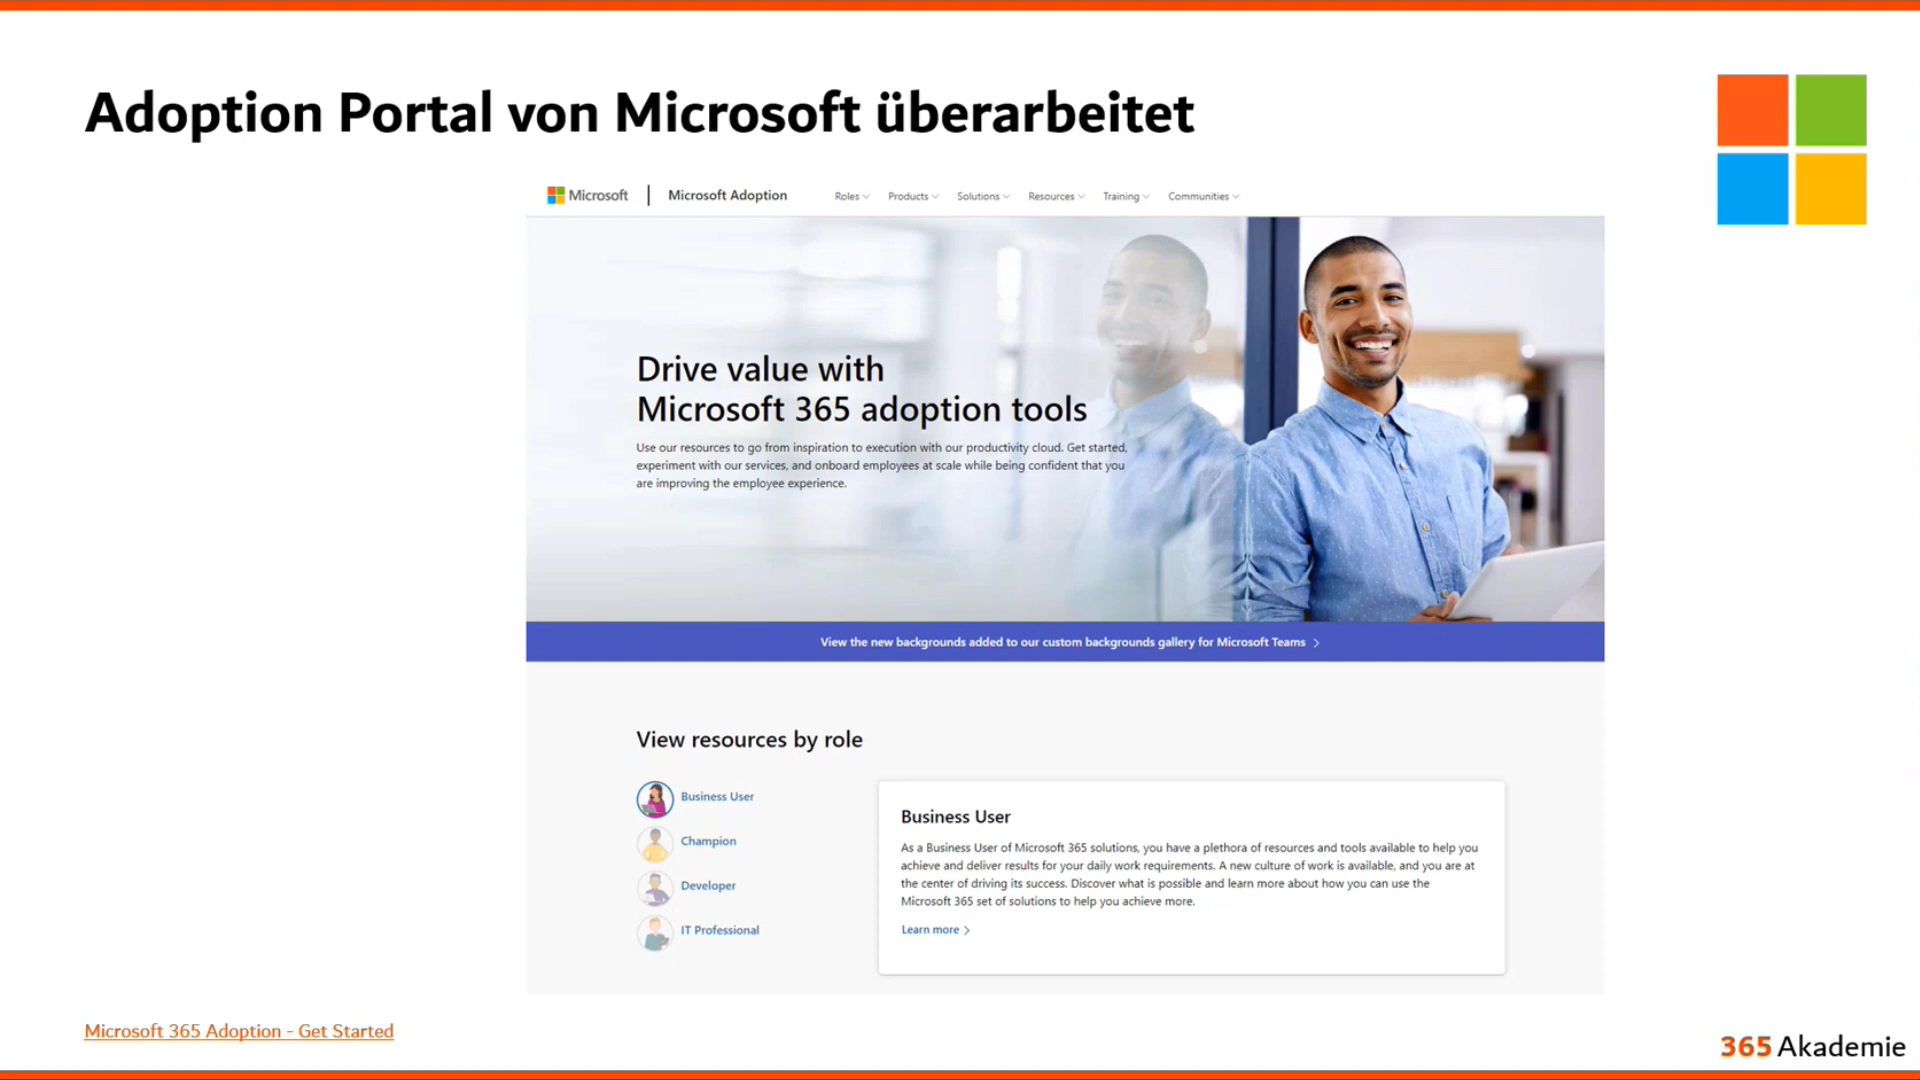 Adoption Portal von Microsoft überarbeitet
Microsoft | Microsoft Adoption Roles Products Solutions Resources Training Communities
Drive value with
Microsoft 365 adoption tools
Use our resources to go from inspiration to execution with our productivity cloud. Get started,
experiment with our services, and onboard employees at scale while being confident that you
are improving the employee experience.
View the new backgrounds added to our custom backgrounds gallery for Microsoft Teams
View resources by role
Business User
Champion
Developer
IT Professional
Business User
As a Business User of Microsoft 365 solutions, you have a plethora of resources and tools available to help you
achieve and deliver results for your daily work requirements. A new culture of work is available, and you are at
the center of driving its success. Discover what is possible and learn more about how you can use the
Microsoft 365 set of solutions to help you achieve more.
Learn more
Microsoft 365 Adoption - Get Started
365 Akademie